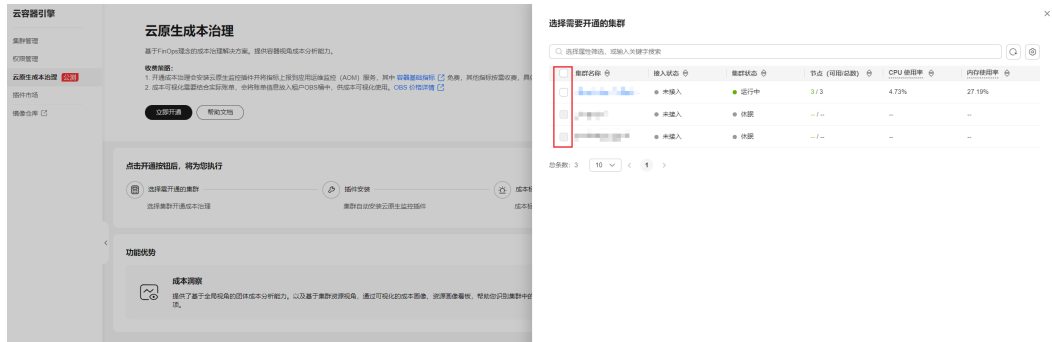 云容器引擎
集群管理
权限管理
云原生成本治理 公测
插件市场
镜像仓库
云原生成本治理
基于FinOps理念的成本治理解决方案，提供容器视角成本分析能力。
收费策略：
1. 开通成本治理会安装云原生监控插件并将指标上报到应用运维监控（AOM）服务，其中 容器基础指标 免费，其他指标按需收费，具
2. 成本可视化需要结合实际账单，会将账单信息放入租户OBS桶中，供成本可视化使用。OBS 价格详情
立即开通 帮助文档
点击开通按钮后，将为您执行
选择需开通的集群 插件安装 成本标
选择集群开通成本治理 集群自动安装云原生监控插件 成本标
功能优势
成本洞察
提供了基于全局视角的团体成本分析能力。以及基于集群资源视角，通过可视化的成本画像、资源画像看板，帮助您识别集群中的
项。
选择需要开通的集群
选择属性筛选，或输入关键字搜索
集群名称 接入状态 集群状态 节点（可用/总数） CPU 使用率 内存使用率
未接入 运行中 3 / 3 4.73% 27.19%
未接入 休眠 -- / -- -- --
未接入 休眠 -- / -- -- --
总条数：3 10 1